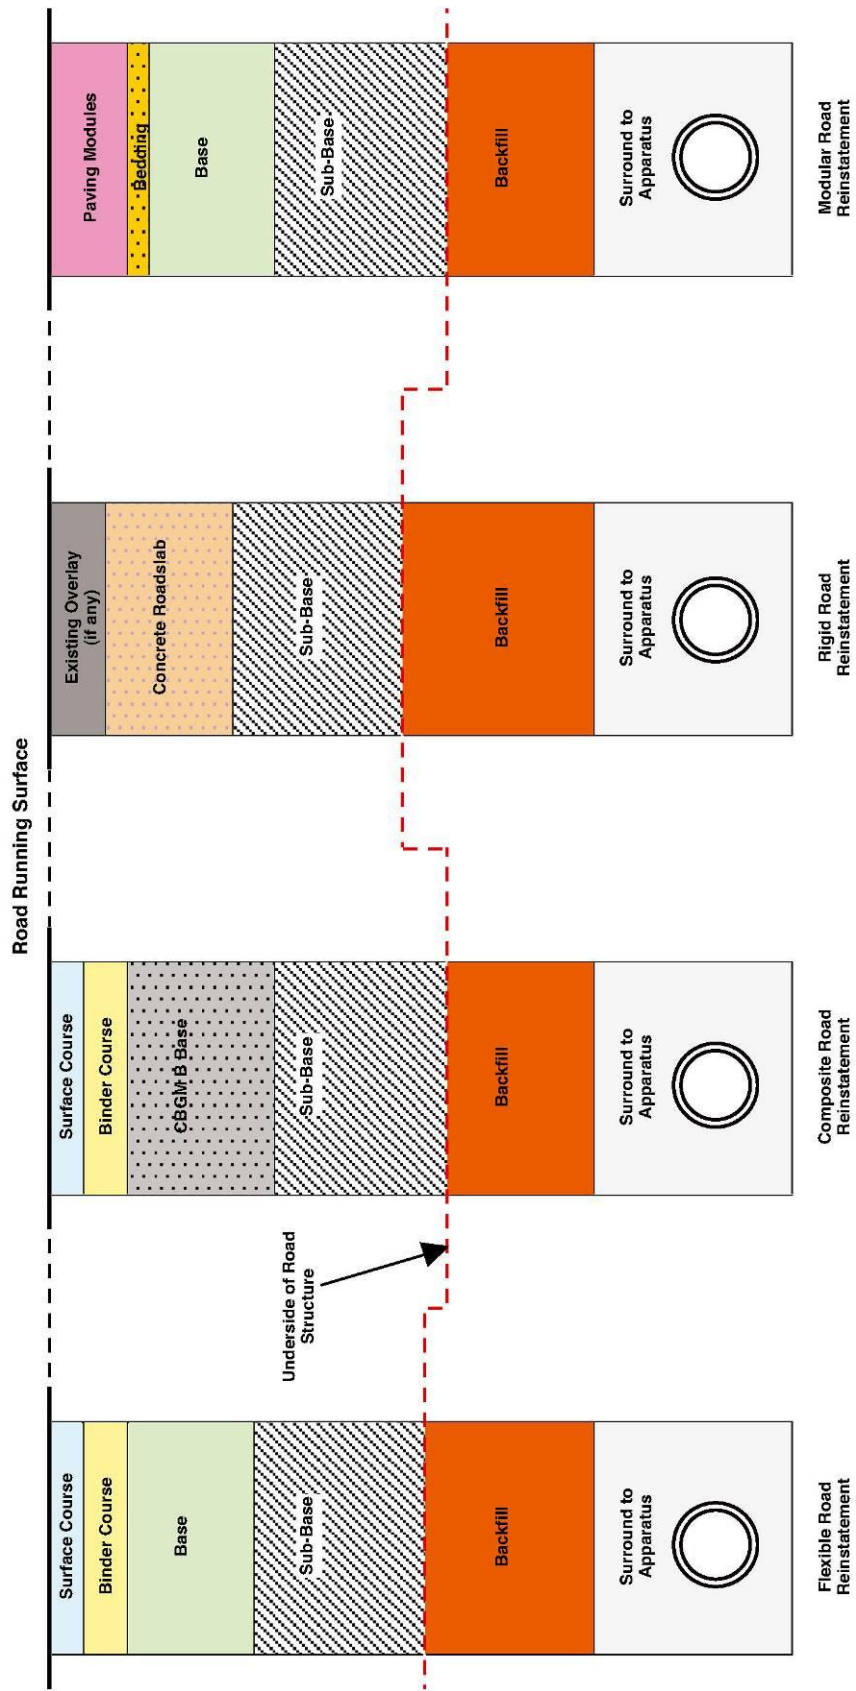 Road Running Surface
Surface Course
Binder Course
Base
Sub-Base
Backfill
Surround to
Apparatus
Flexible Road
Reinstatement
Underside of Road
Structure
Surface Course
Binder Course
CBGM B Base
Sub-Base
Backfill
Surround to
Apparatus
Composite Road
Reinstatement
Existing Overlay
(if any)
Concrete Roadslab
Sub-Base
Backfill
Surround to
Apparatus
Rigid Road
Reinstatement
Paving Modules
Bedding
Base
Sub-Base
Backfill
Surround to
Apparatus
Modular Road
Reinstatement